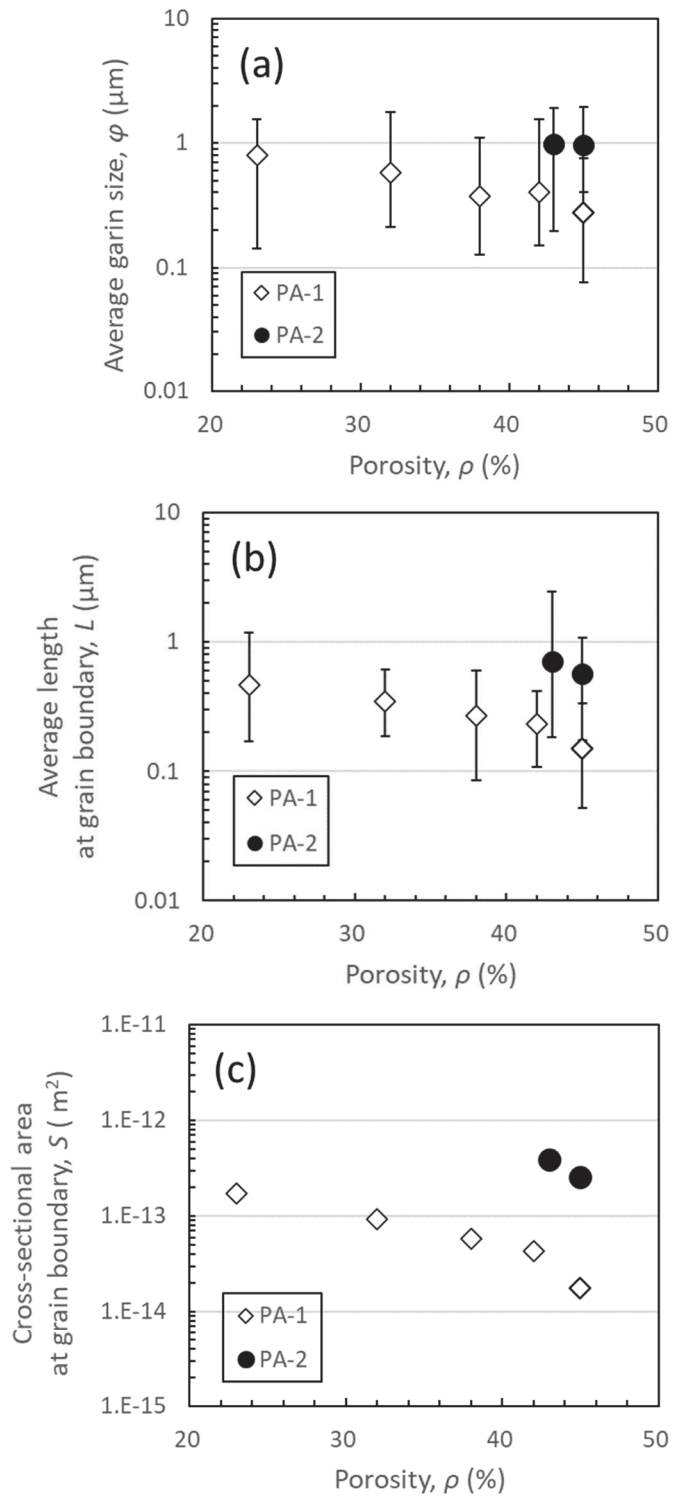 (a)
Average garin size, φ (μm)
10
1
0.1
0.01
PA-1
PA-2
20 30 40 50
Porosity, ρ (%)
(b)
Average length
at grain boundary, L (μm)
10
1
0.1
0.01
PA-1
PA-2
20 30 40 50
Porosity, ρ (%)
(c)
Cross-sectional area
at grain boundary, S ( m²)
1.E-11
1.E-12
1.E-13
1.E-14
1.E-15
PA-1
PA-2
20 30 40 50
Porosity, ρ (%)